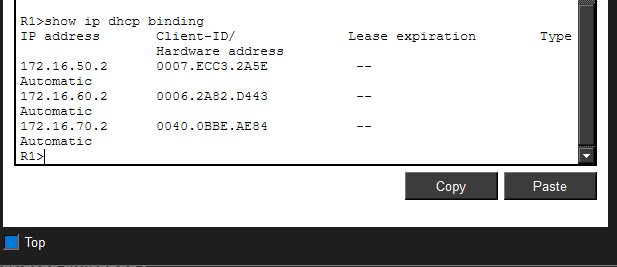 R1>show ip dhcp binding
IP address       Client-ID/              Lease expiration        Type
                 Hardware address
172.16.50.2      0007.ECC3.2A5E           --
Automatic
172.16.60.2      0006.2A82.D443           --
Automatic
172.16.70.2      0040.0BBE.AE84           --
Automatic
R1>
Copy Paste
Top